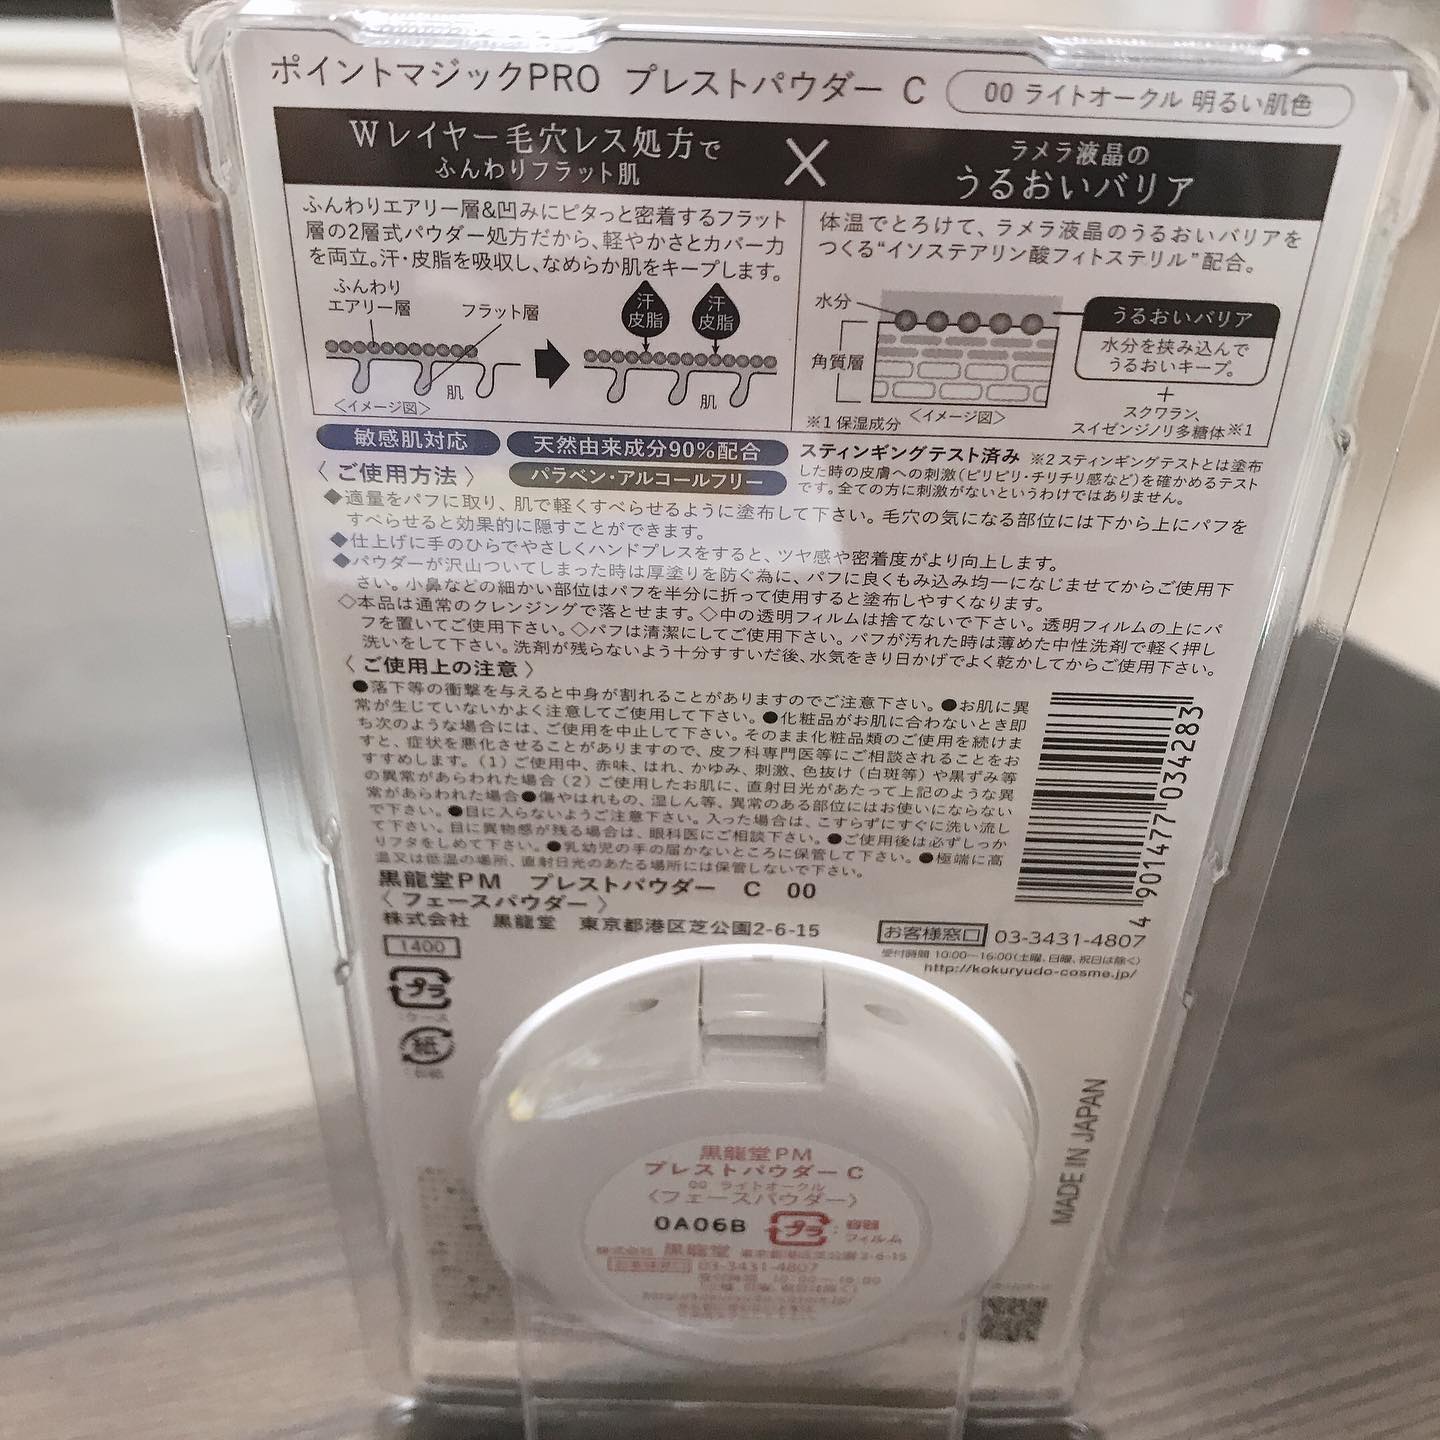 ポイントマジックPRO プレストパウダー C 00 ライトオークル 明るい肌色
Wレイヤー毛穴レス処方で
ふんわりフラット肌
×
ラメラ液晶の
うるおいバリア
ふんわりエアリー層&凹みにピタっと密着するフラット
層の2層式パウダー処方だから、軽やかさとカバー力
を両立。汗・皮脂を吸収し、なめらか肌をキープします。
ふんわり
エアリー層
フラット層
汗
皮脂
汗
皮脂
肌
肌
<イメージ図>
体温でとろけて、ラメラ液晶のうるおいバリアを
つくる“イソステアリン酸フィトステリル”配合。
水分
角質層
うるおいバリア
水分を挟み込んで
うるおいキープ。
+
スクワラン、
スイゼンジノリ多糖体※1
※1 保湿成分
<イメージ図>
敏感肌対応
天然由来成分90%配合
パラベン・アルコールフリー
スティンギングテスト済み ※2 スティンギングテストとは塗布
した時の皮膚への刺激(ピリピリ・チリチリ感など)を確かめるテスト
です。全ての方に刺激がないというわけではありません。
〈ご使用方法〉
◆適量をパフに取り、肌で軽くすべらせるように塗布して下さい。毛穴の気になる部位には下から上にパフを
すべらせると効果的に隠すことができます。
◆仕上げに手のひらでやさしくハンドプレスをすると、ツヤ感や密着度がより向上します。
◆パウダーが沢山ついてしまった時は厚塗りを防ぐ為に、パフに良くもみ込み均一になじませてからご使用下
さい。小鼻などの細かい部位はパフを半分に折って使用すると塗布しやすくなります。
◇本品は通常のクレンジングで落とせます。◇中の透明フィルムは捨てないで下さい。透明フィルムの上にパ
フを置いてご使用下さい。◇パフは清潔にしてご使用下さい。パフが汚れた時は薄めた中性洗剤で軽く押し
洗いをして下さい。洗剤が残らないよう十分すすいだ後、水気をきり日かげでよく乾かしてからご使用下さい。
〈ご使用上の注意〉
●落下等の衝撃を与えると中身が割れることがありますのでご注意下さい。●お肌に異
常が生じていないかよく注意してご使用して下さい。●化粧品がお肌に合わないとき即
ち次のような場合には、ご使用を中止して下さい。そのまま化粧品類のご使用を続けま
すと、症状を悪化させることがありますので、皮フ科専門医等にご相談されることをお
すすめします。(1)ご使用中、赤味、はれ、かゆみ、刺激、色抜け(白斑等)や黒ずみ等
の異常があらわれた場合(2)ご使用したお肌に、直射日光があたって上記のような異
常があらわれた場合●傷やはれもの、湿しん等、異常のある部位にはお使いにならない
で下さい。●目に入らないようご注意下さい。入った場合は、こすらずにすぐに洗い流し
て下さい。目に異物感が残る場合は、眼科医にご相談下さい。●ご使用後は必ずしっか
りフタをしめて下さい。●乳幼児の手の届かないところに保管して下さい。●極端に高
温又は低温の場所、直射日光のあたる場所には保管しないで下さい。
4 901477 034283
黒龍堂PM プレストパウダー C 00
〈フェースパウダー〉
株式会社 黒龍堂 東京都港区芝公園2-6-15
お客様窓口 03-3431-4807
受付時間 10:00〜16:00(土曜、日曜、祝日は除く)
http://kokuryudo-cosme.jp/
1400
プラ
紙
MADE IN JAPAN
黒龍堂PM
プレストパウダー C
00 ライトオークル
〈フェースパウダー〉
0A06B プラ : 容器 フィルム
株式会社 黒龍堂 東京都港区芝公園2-6-15
お客様窓口 03-3431-4807